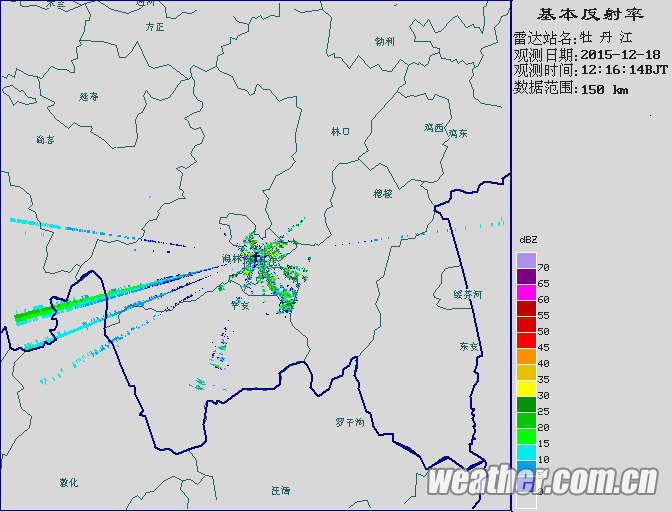 基本反射率
雷达站名:牡 丹 江
观测日期:2015-12-18
观测时间:12:16:14BJT
数据范围:150 km
方正
勃利
延寿
尚志
林口
鸡西
鸡东
穆棱
海林
宁安
绥芬河
东安
罗子沟
敦化
汪清
dBZ
70
65
60
55
50
45
40
35
30
25
20
15
10
5
0
weather.com.cn